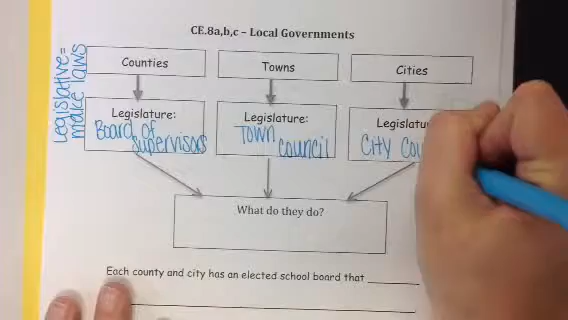 CE.8a,b,c – Local Governments
Legislative=
make laws
Counties
Towns
Cities
Legislature:
Board of
Supervisors
Legislature:
Town
Council
City
What do they do?
Each county and city has an elected school board that